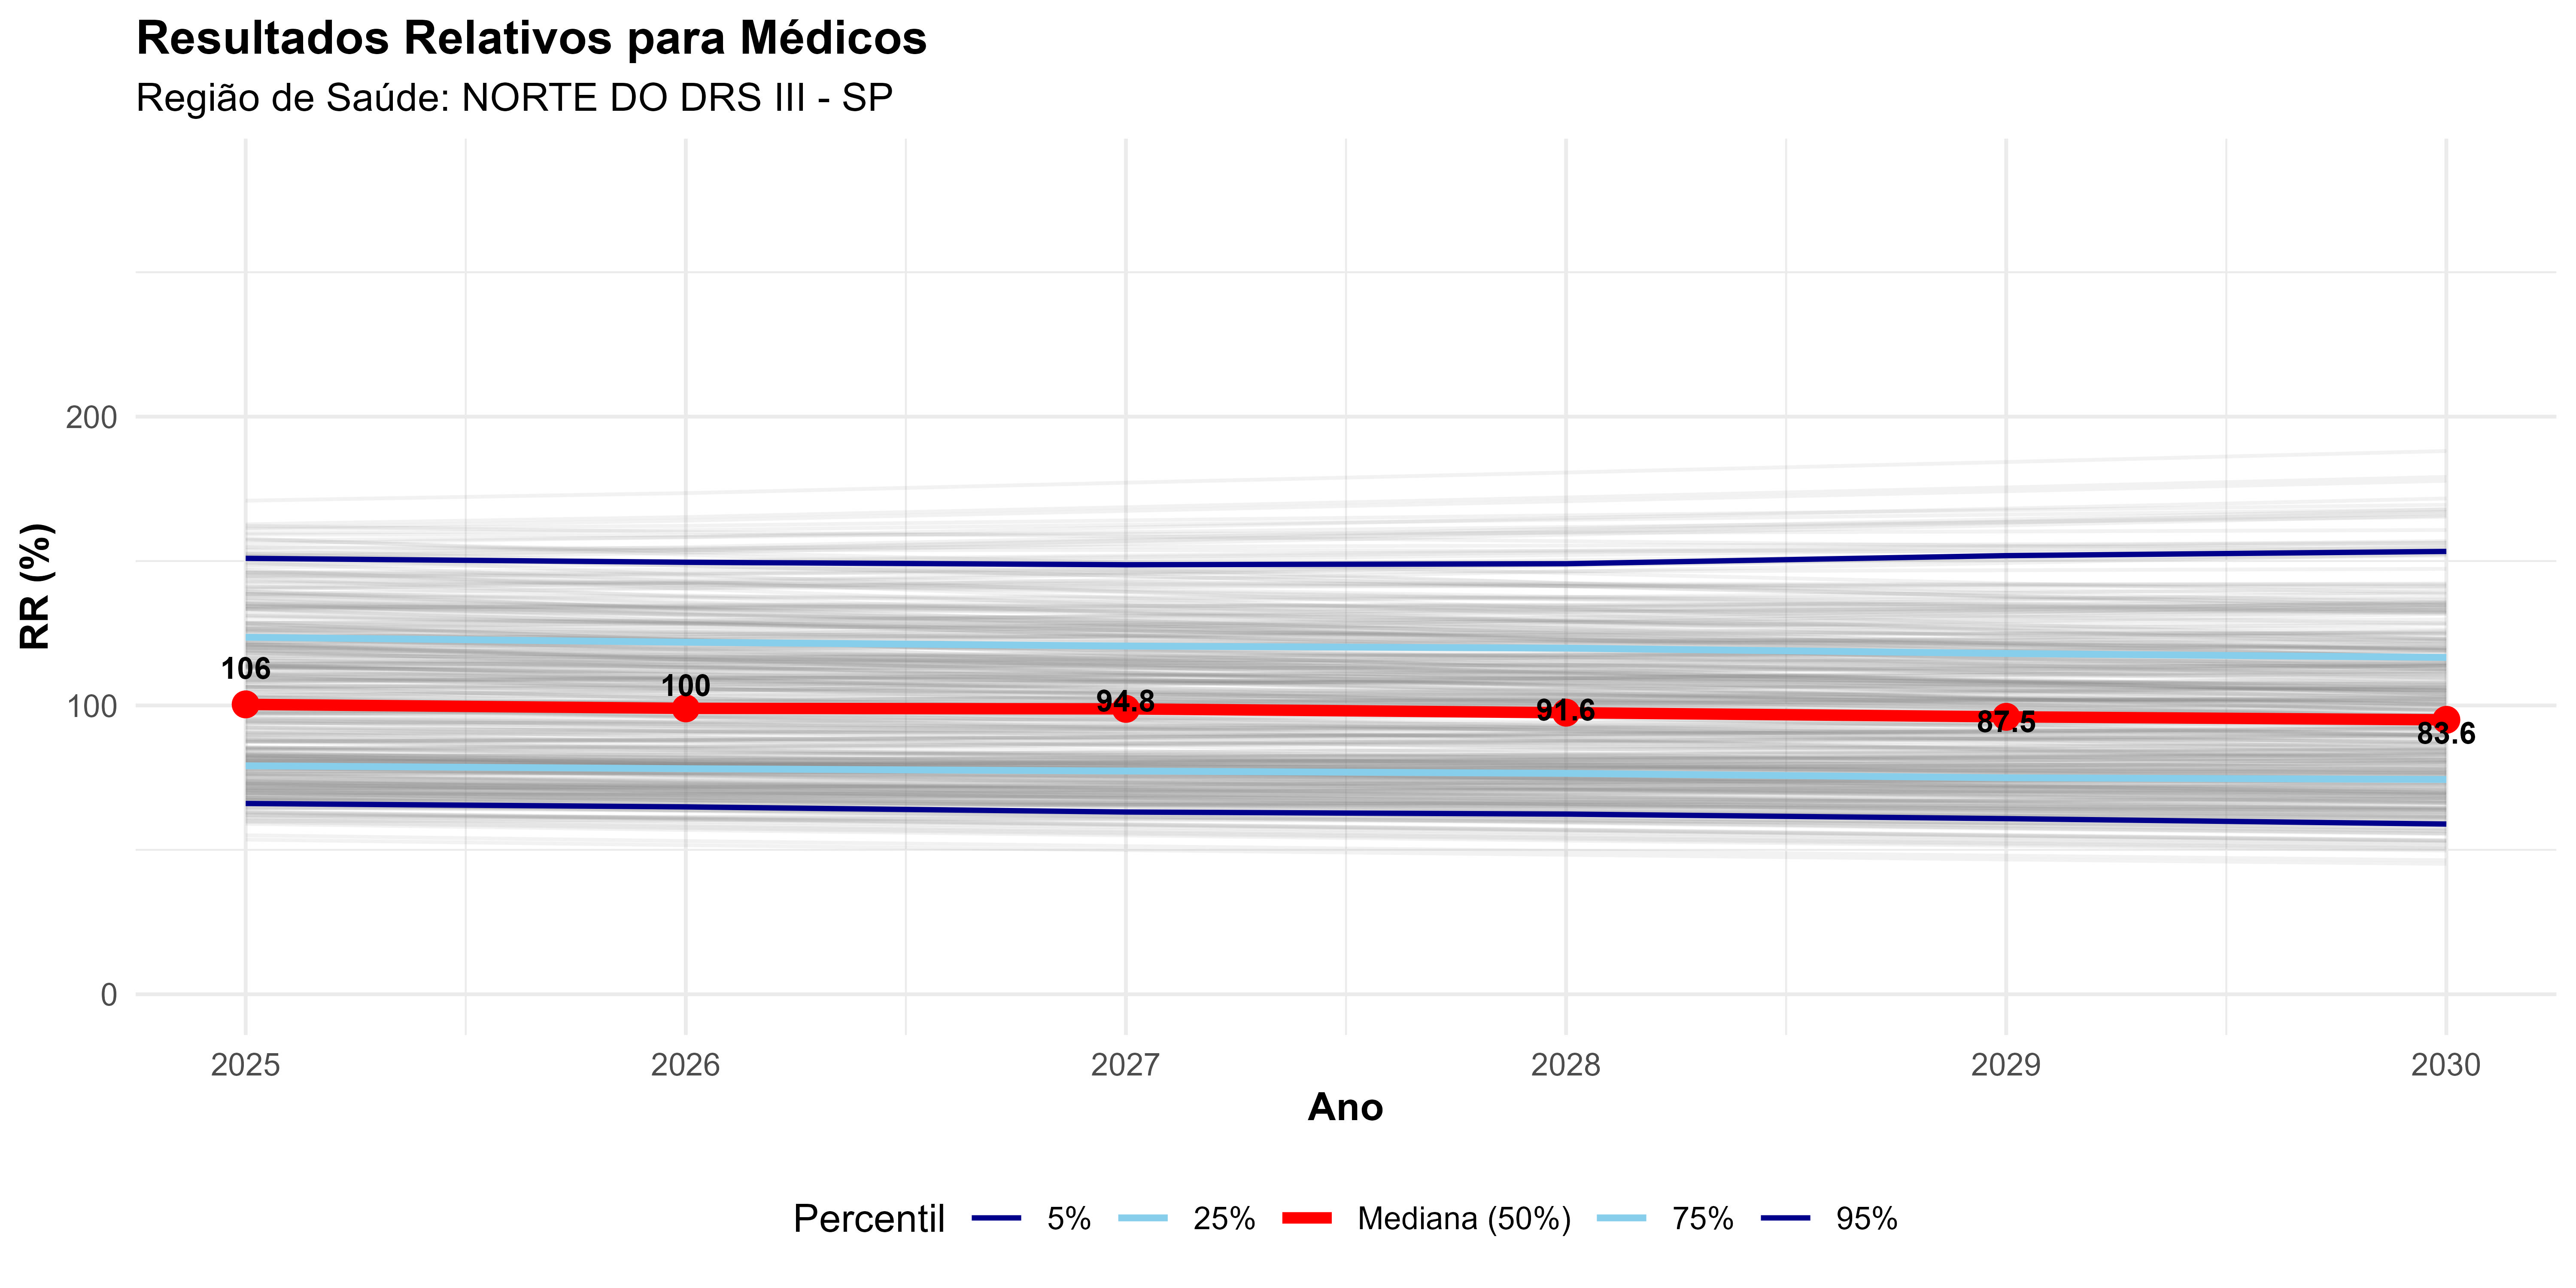 Resultados Relativos para Médicos
Região de Saúde: NORTE DO DRS III - SP
RR (%)
200
100
0
106
100
94.8
91.6
87.5
83.6
2025 2026 2027 2028 2029 2030
Ano
Percentil 5% 25% Mediana (50%) 75% 95%